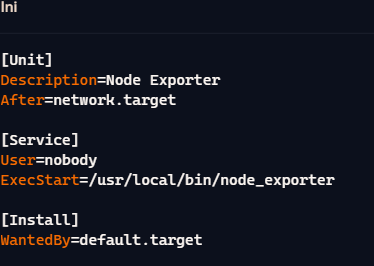 Ini
[Unit]
Description=Node Exporter
After=network.target
[Service]
User=nobody
ExecStart=/usr/local/bin/node_exporter
[Install]
WantedBy=default.target